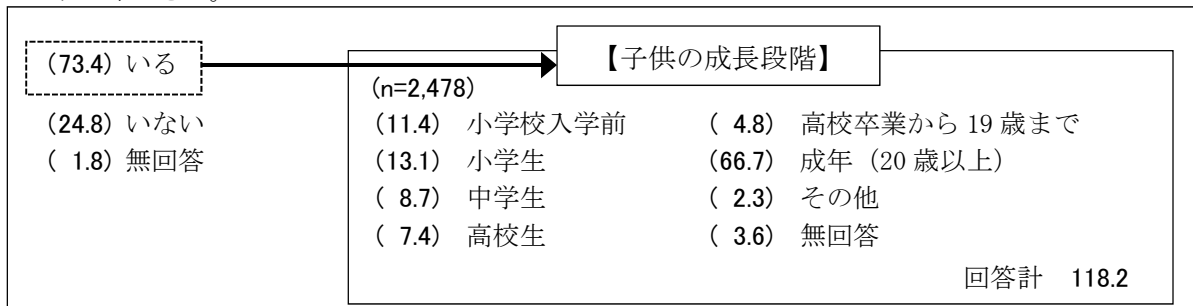 (73.4) いる
(24.8) いない
( 1.8) 無回答
【子供の成長段階】
(n=2,478)
(11.4) 小学校入学前 ( 4.8) 高校卒業から 19 歳まで
(13.1) 小学生 (66.7) 成年（20 歳以上）
( 8.7) 中学生 ( 2.3) その他
( 7.4) 高校生 ( 3.6) 無回答
回答計 118.2